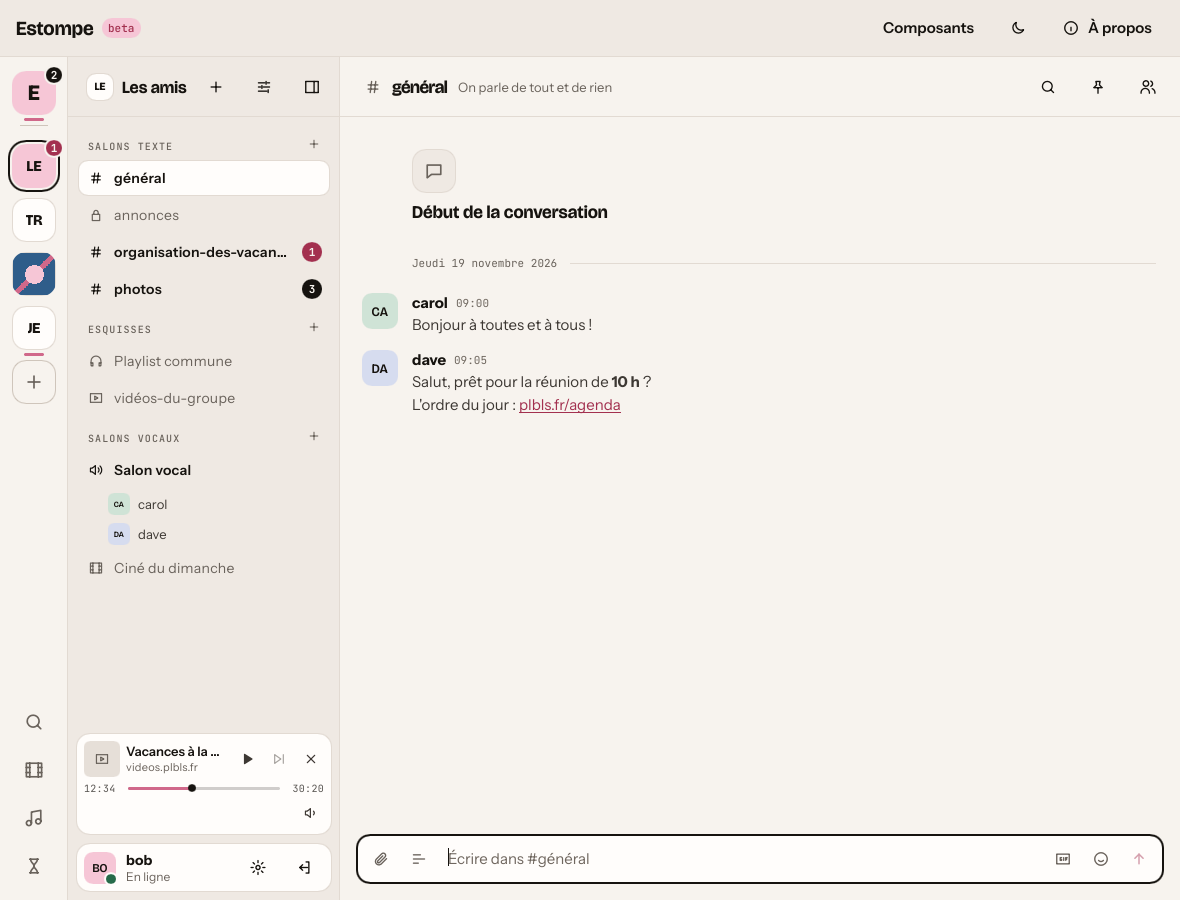 Estompe beta
Composants
À propos
E 2
LE 1
TR
JE
LE Les amis
SALONS TEXTE
général
annonces
organisation-des-vacan... 1
photos 3
ESQUISSES
Playlist commune
vidéos-du-groupe
SALONS VOCAUX
Salon vocal
CA carol
DA dave
Ciné du dimanche
Vacances à la ...
videos.plbls.fr
12:34 30:20
BO bob
En ligne
# général On parle de tout et de rien
Début de la conversation
Jeudi 19 novembre 2026
CA carol 09:00
Bonjour à toutes et à tous !
DA dave 09:05
Salut, prêt pour la réunion de 10 h ?
L'ordre du jour : plbls.fr/agenda
Écrire dans #général
GIF